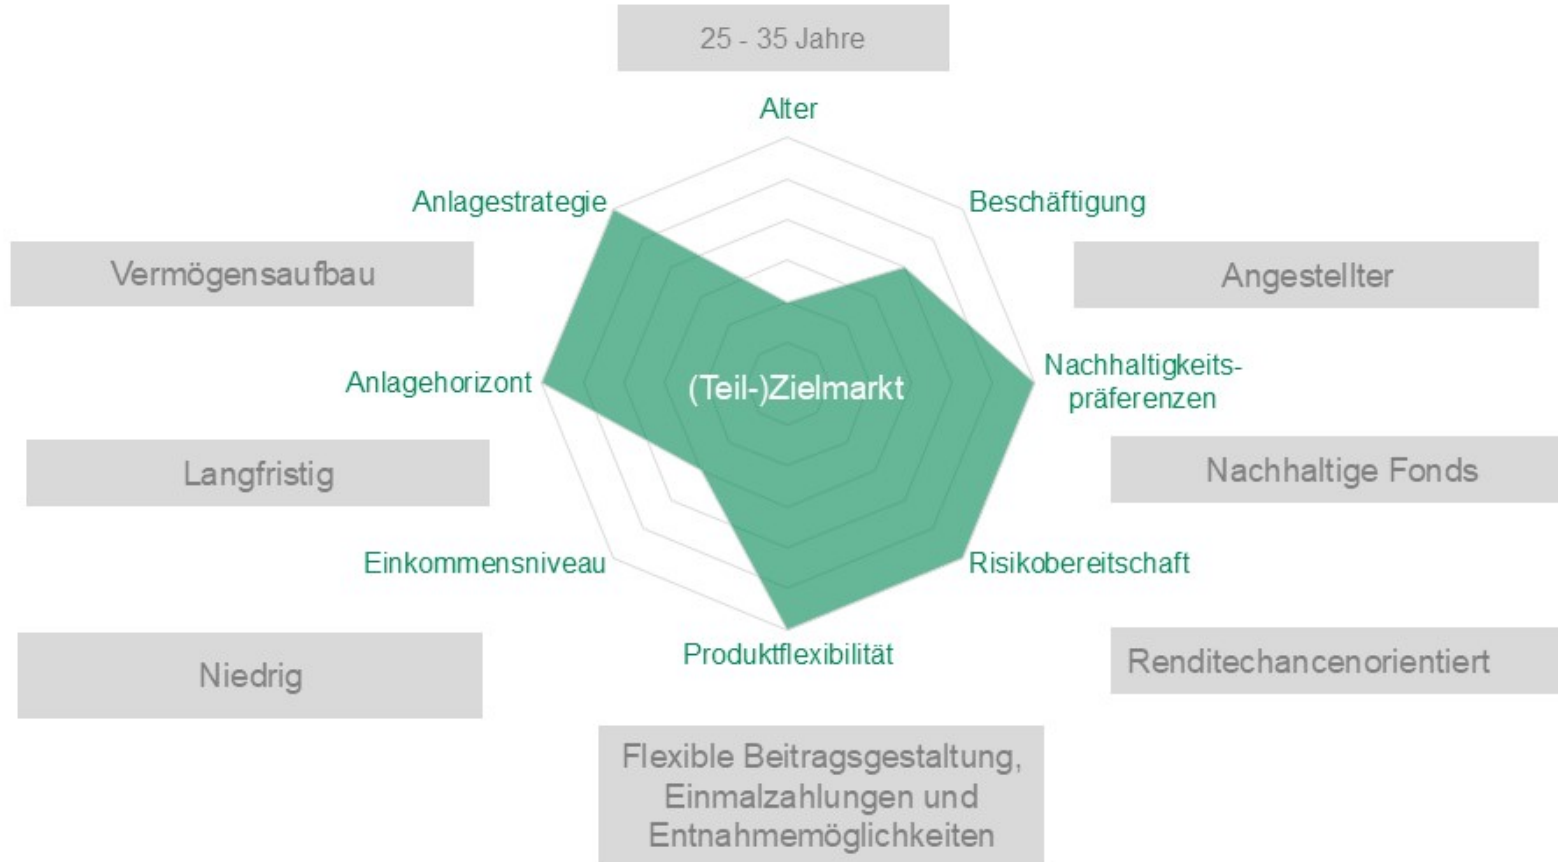 25 - 35 Jahre
Alter
Anlagestrategie
Beschäftigung
Vermögensaufbau
Angestellter
Anlagehorizont
(Teil-)Zielmarkt
Nachhaltigkeits-
präferenzen
Langfristig
Nachhaltige Fonds
Einkommensniveau
Risikobereitschaft
Niedrig
Produktflexibilität
Renditechancenorientiert
Flexible Beitragsgestaltung,
Einmalzahlungen und
Entnahmemöglichkeiten